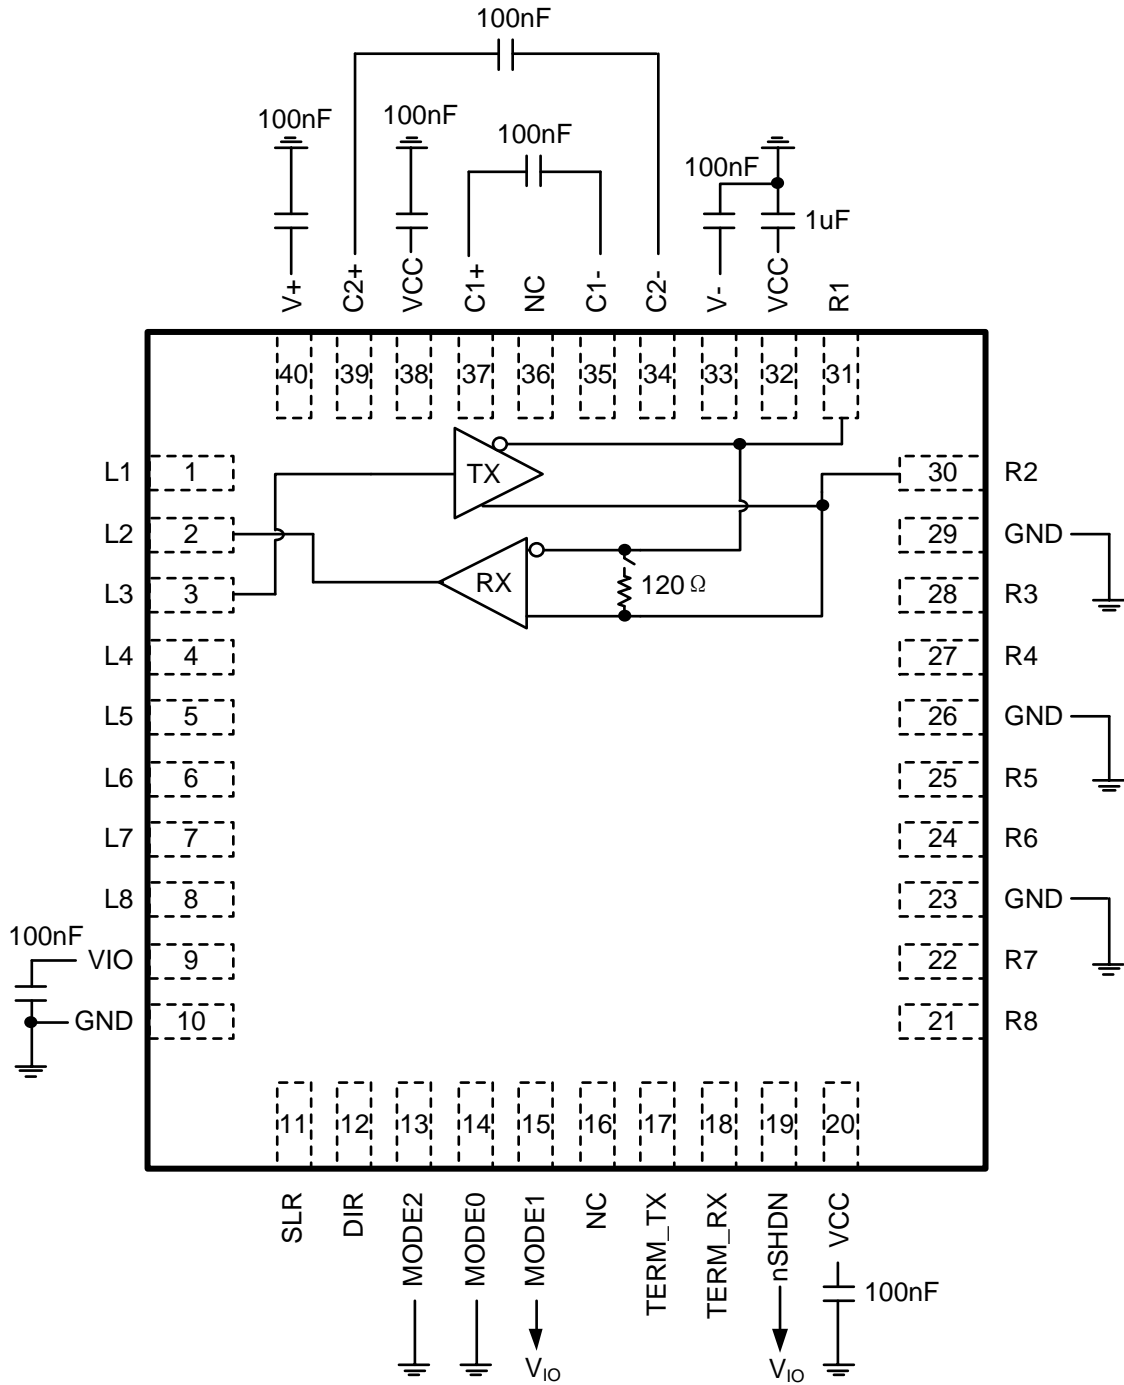 100nF
100nF
100nF
100nF
100nF
1uF
V+
C2+
VCC
C1+
NC
C1-
C2-
V-
VCC
R1
40
39
38
37
36
35
34
33
32
31
L1
1
TX
30
R2
L2
2
29
GND
L3
3
RX
120Ω
28
R3
L4
4
27
R4
L5
5
26
GND
L6
6
25
R5
L7
7
24
R6
L8
8
23
GND
100nF
VIO
9
22
R7
GND
10
21
R8
11
12
13
14
15
16
17
18
19
20
SLR
DIR
MODE2
MODE0
MODE1
NC
TERM_TX
TERM_RX
nSHDN
VCC
100nF
VIO
VIO